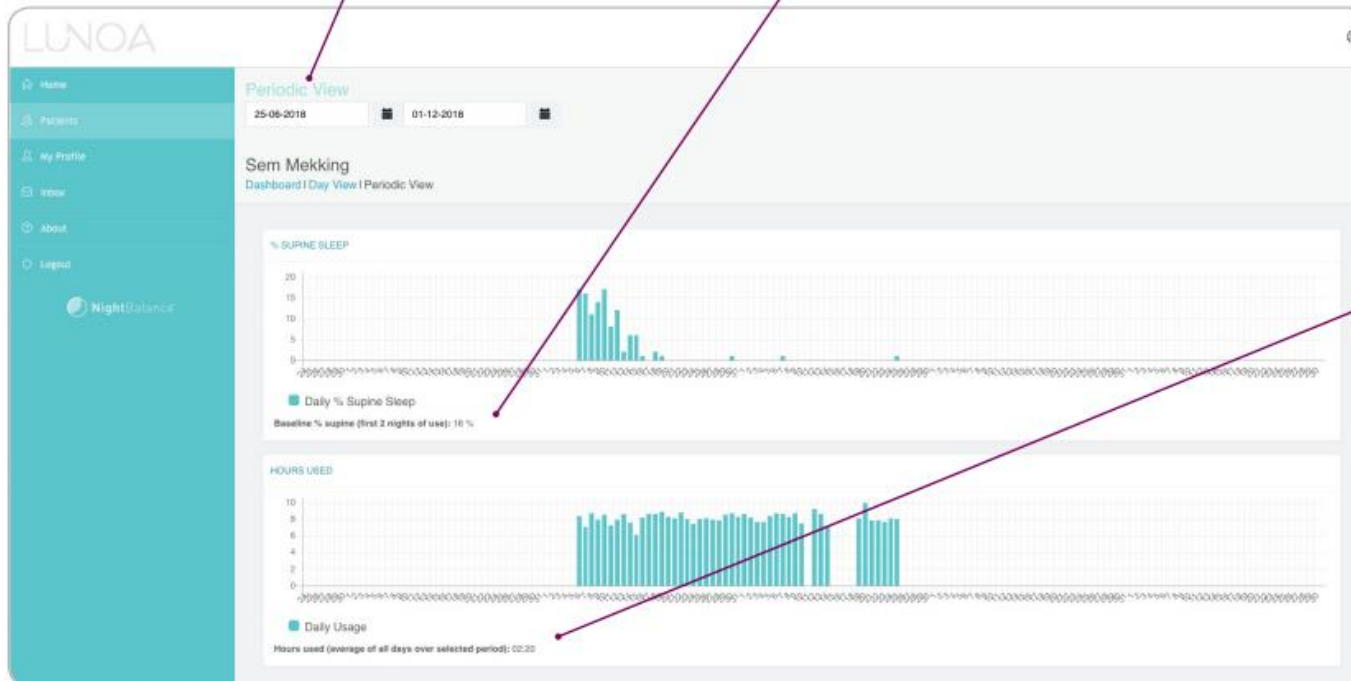 LUNOA
Home
Patients
My Profile
Inbox
About
Logout
NightBalance
Periodic View
25-06-2018
01-12-2018
Sem Mekking
Dashboard I Day View I Periodic View
% SUPINE SLEEP
20
15
10
5
0
Daily % Supine Sleep
Baseline % supine (first 2 nights of use): 16 %
HOURS USED
10
8
6
4
2
0
Daily Usage
Hours used (average of all days over selected period): 02:20